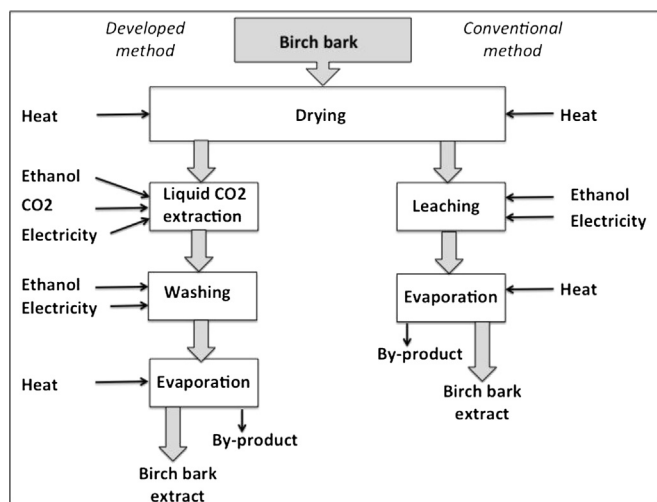 Developed
method
Birch bark
Conventional
method
Heat
Drying
Heat
Ethanol
CO2
Electricity
Liquid CO2
extraction
Leaching
Ethanol
Electricity
Ethanol
Electricity
Washing
Evaporation
Heat
By-product
Birch bark
extract
Heat
Evaporation
By-product
Birch bark
extract